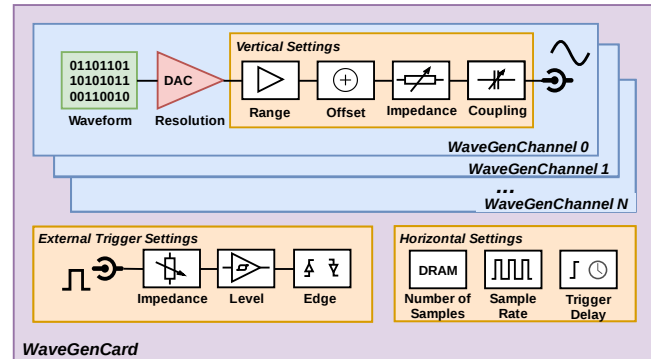 Vertical Settings
01101101
10101011
00110010
DAC
Waveform
Resolution
Range
Offset
Impedance
Coupling
WaveGenChannel 0
WaveGenChannel 1
...
WaveGenChannel N
External Trigger Settings
Impedance
Level
Edge
Horizontal Settings
DRAM
Number of
Samples
Sample
Rate
Trigger
Delay
WaveGenCard